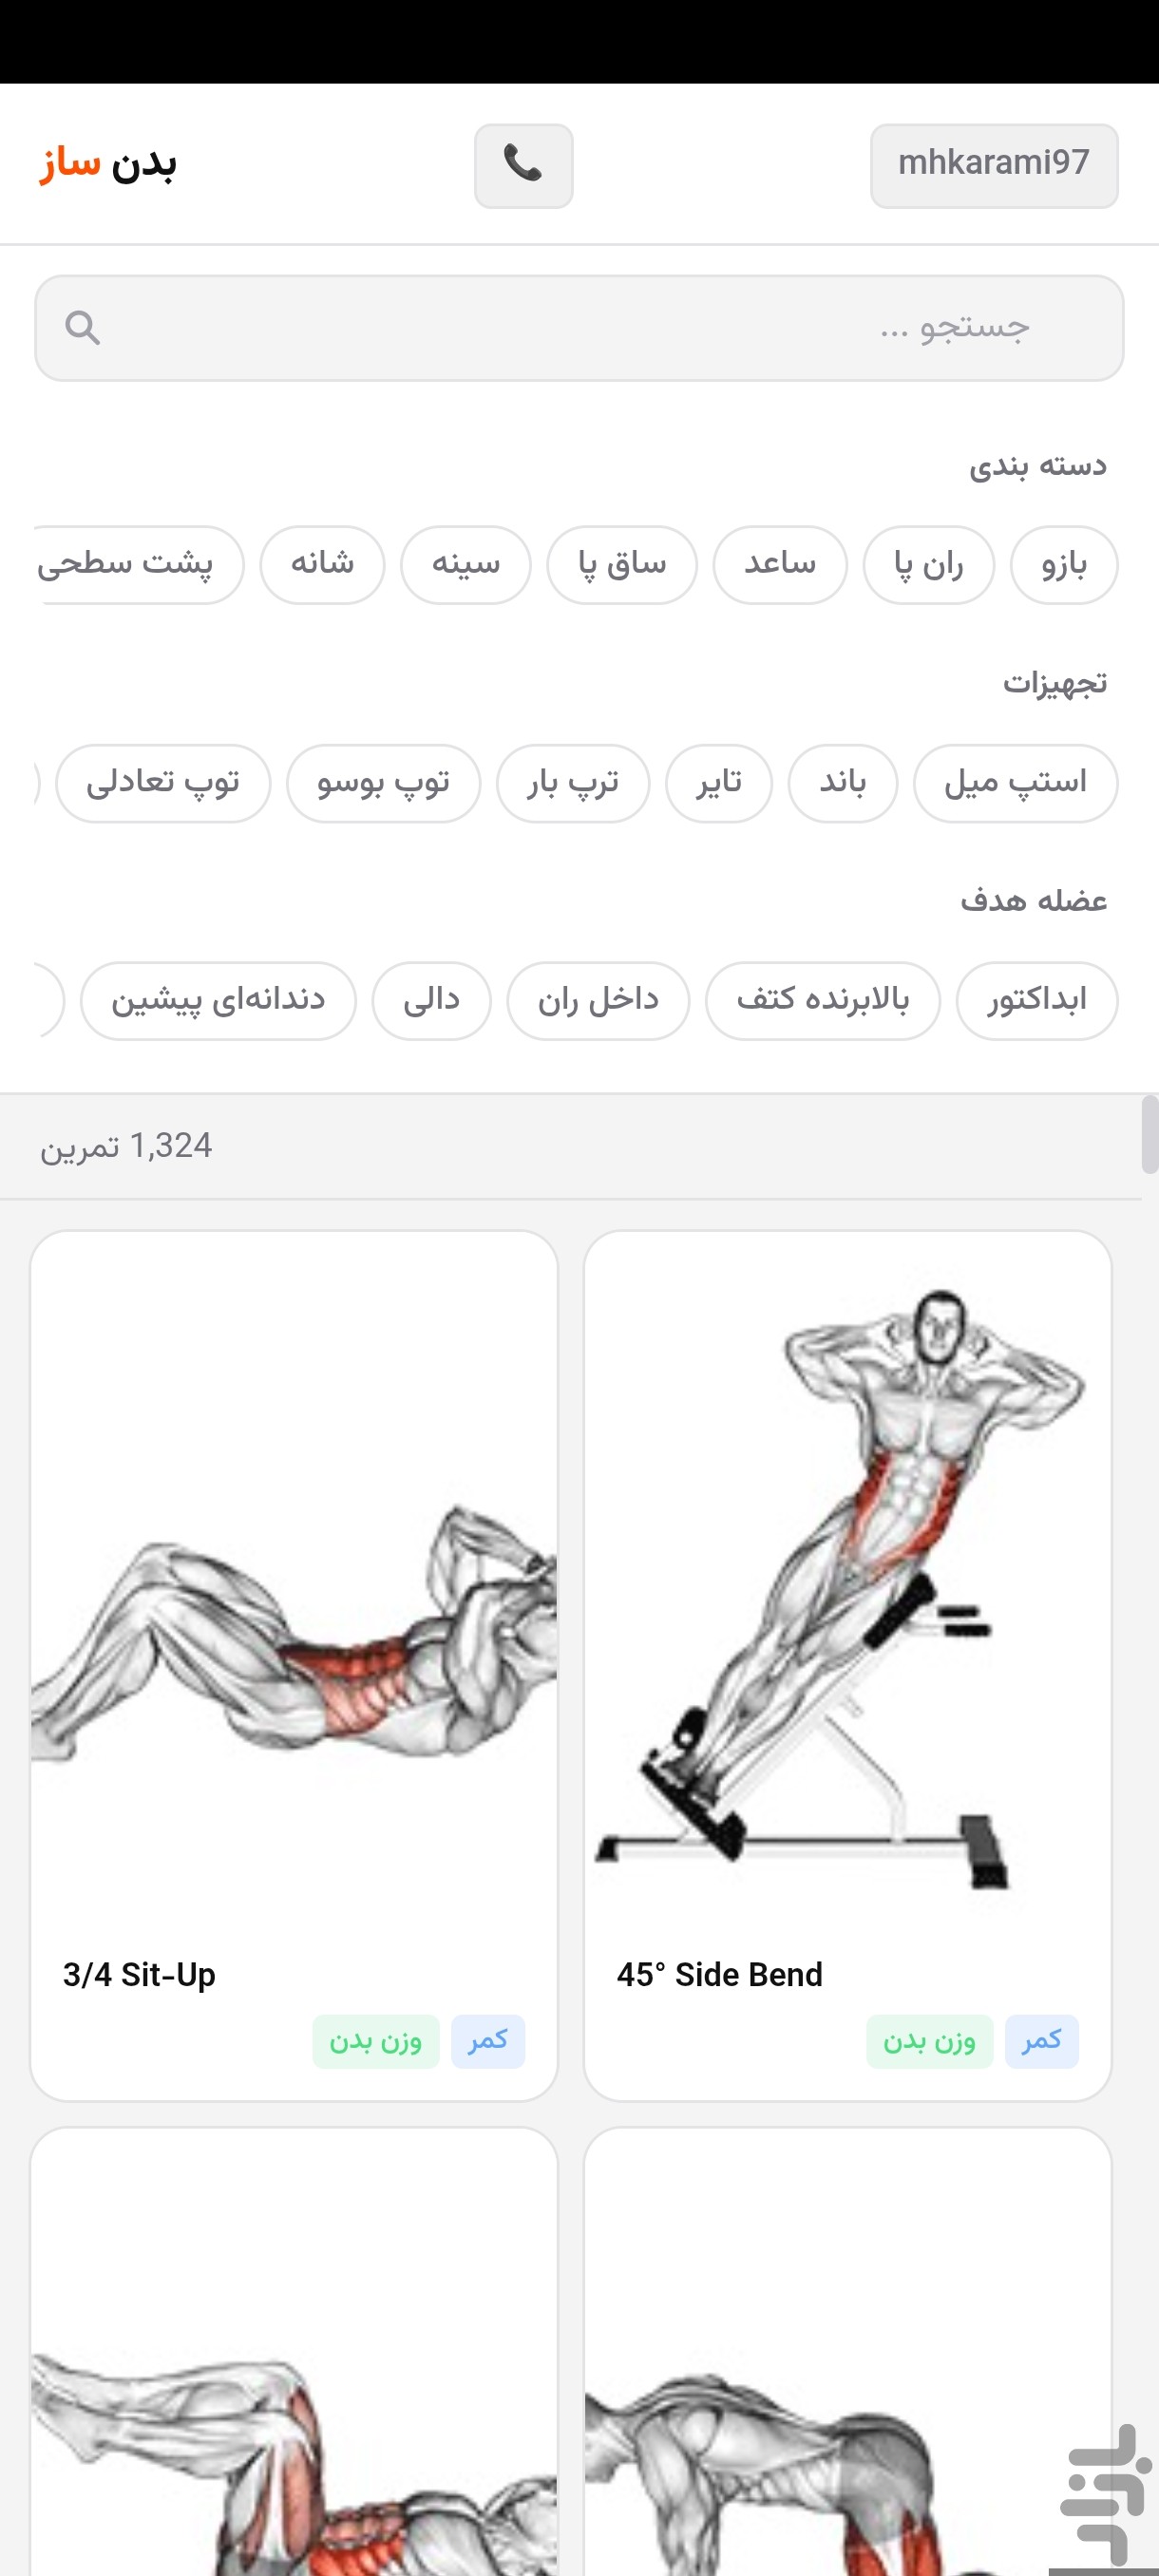 بدن ساز
mhkarami97
جستجو ...
دسته بندی
بازو ران پا ساعد ساق پا سینه شانه پشت سطحی
تجهیزات
استپ میل باند تایر ترپ بار توپ بوسو توپ تعادلی
عضله هدف
ابداکتور بالابرنده کتف داخل ران دالی دندانه‌ای پیشین
1,324 تمرین
45° Side Bend
کمر وزن بدن
3/4 Sit-Up
کمر وزن بدن